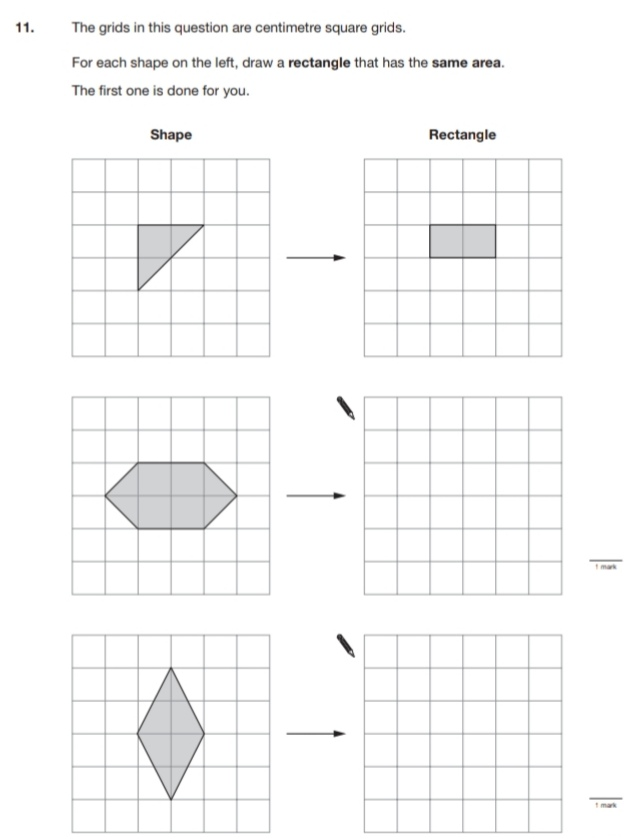 11. The grids in this question are centimetre square grids.
For each shape on the left, draw a rectangle that has the same area.
The first one is done for you.
Shape Rectangle
1 mark
1 mark